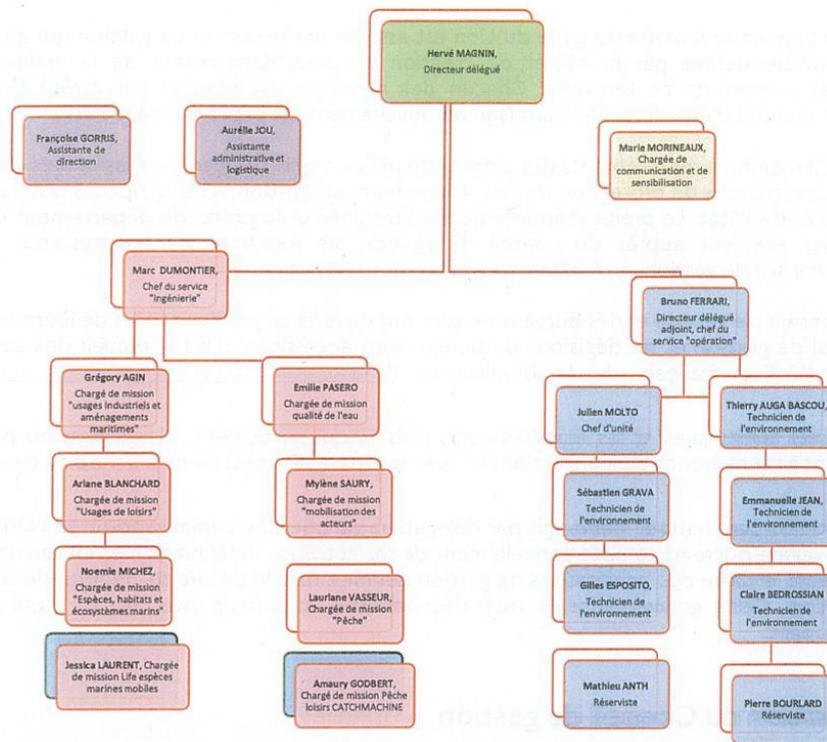 Hervé MAGNIN,
Directeur délégué
Françoise GORRIS,
Assistante de
direction
Aurélie JOU,
Assistante
administrative et
logistique
Marie MORINEAUX,
Chargée de
communication et de
sensibilisation
Marc DUMONTIER,
Chef du service
"ingénierie"
Bruno FERRARI,
Directeur délégué
adjoint, chef du
service "opération"
Grégory AGIN
Chargé de mission
"usages industriels et
aménagements
maritimes"
Ariane BLANCHARD
Chargée de mission
"Usages de loisirs"
Noemie MICHEZ,
Chargée de mission
"Espèces, habitats et
écosystèmes marins"
Jessica LAURENT, Chargée
de mission Life espèces
marines mobiles
Emilie PASERO
Chargée de mission
qualité de l'eau
Mylène SAURY,
Chargée de mission
"mobilisation des
acteurs"
Lauriane VASSEUR,
Chargée de mission
"Pêche"
Amaury GODBERT,
Chargé de mission Pêche
loisirs CATCHMACHINE
Julien MOLTO
Chef d'unité
Sébastien GRAVA
Technicien de
l'environnement
Gilles ESPOSITO,
Technicien de
l'environnement
Mathieu ANTH
Réserviste
Thierry AUGA BASCOU,
Technicien de
l'environnement
Emmanuelle JEAN,
Technicien de
l'environnement
Claire BEDROSSIAN
Technicien de
l'environnement
Pierre BOURLARD
Réserviste